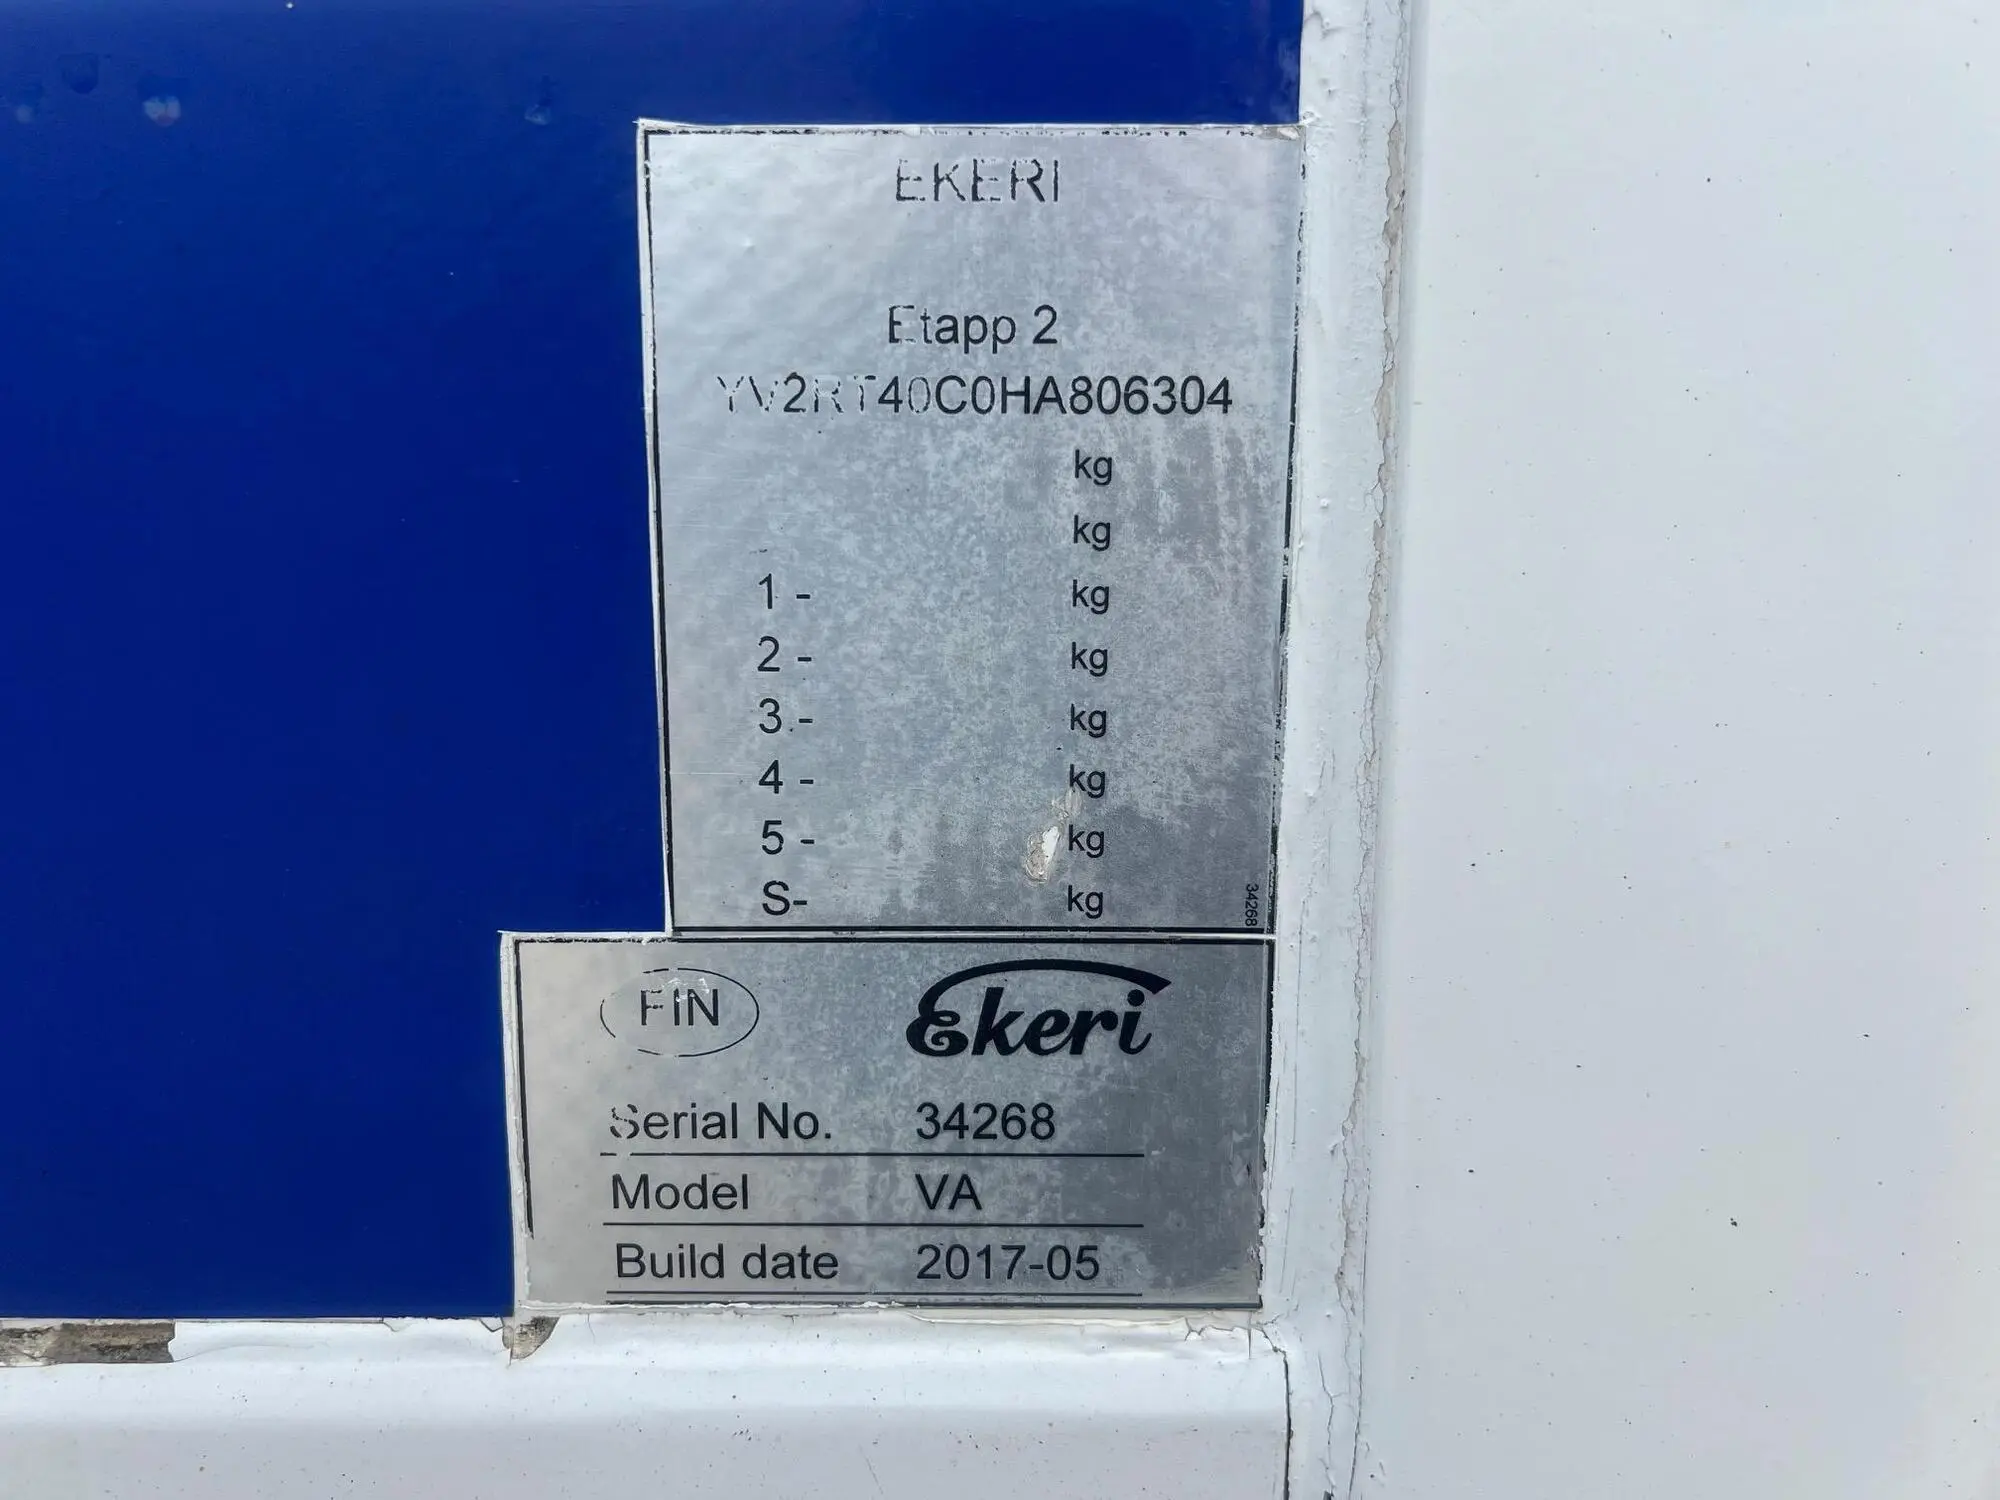 EKERI
Etapp 2
YV2RT40C0HA806304
kg
kg
1 - kg
2 - kg
3 - kg
4 - kg
5 - kg
S- kg
34268
FIN Ekeri
Serial No. 34268
Model VA
Build date 2017-05